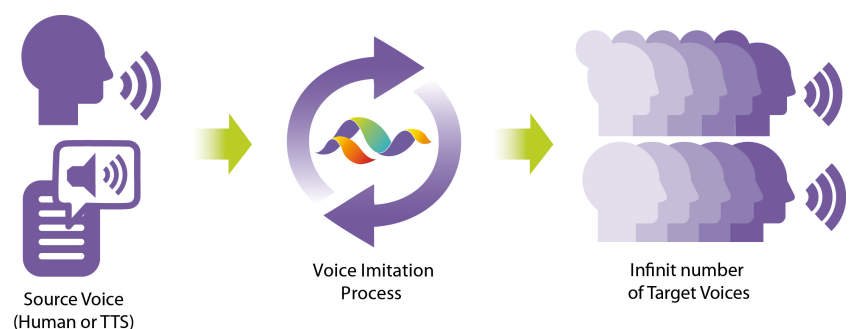 Source Voice
(Human or TTS)
Voice Imitation
Process
Infinit number
of Target Voices